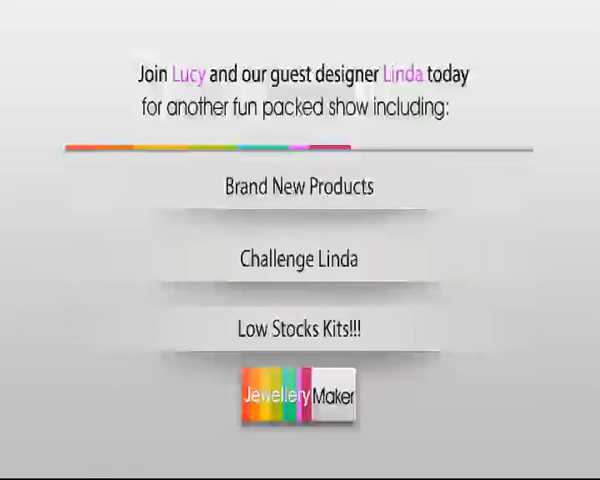 Join Lucy and our guest designer Linda today
for another fun packed show including:
Brand New Products
Challenge Linda
Low Stocks Kits!!!
JewelleryMaker